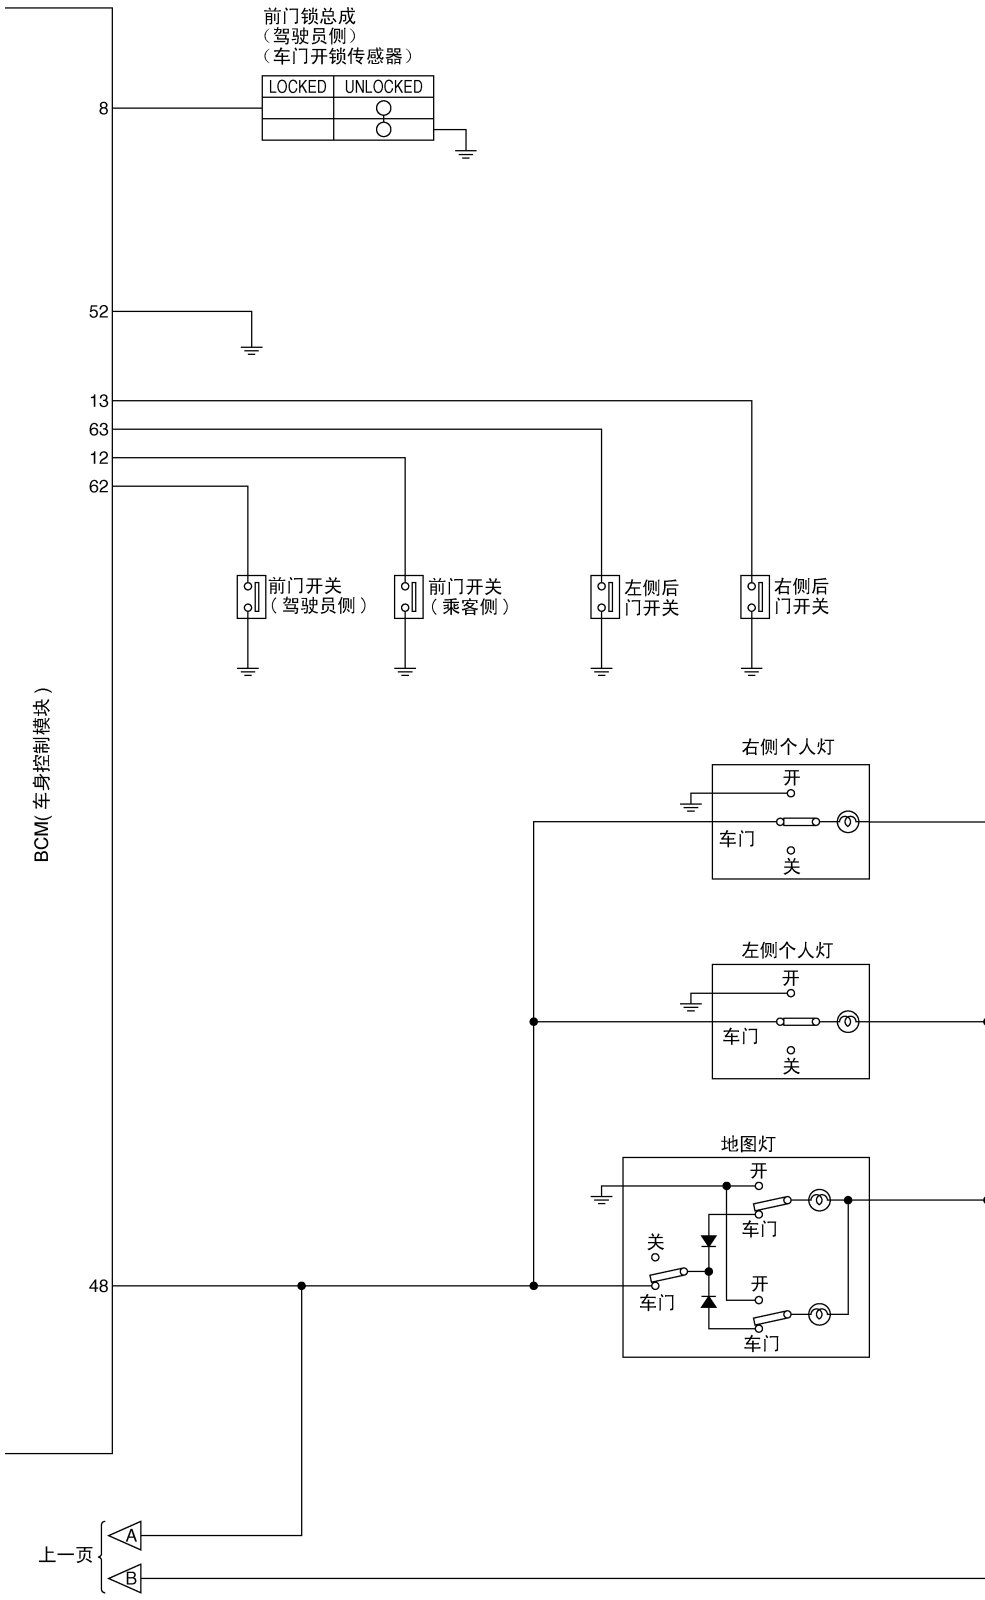 前门锁总成
（驾驶员侧）
（车门开锁传感器）
LOCKED UNLOCKED
8
52
13
63
12
62
前门开关
（驾驶员侧）
前门开关
（乘客侧）
左侧后
门开关
右侧后
门开关
BCM(车身控制模块)
右侧个人灯
开
车门
关
左侧个人灯
开
车门
关
地图灯
开
车门
关
车门
开
车门
48
上一页
A
B